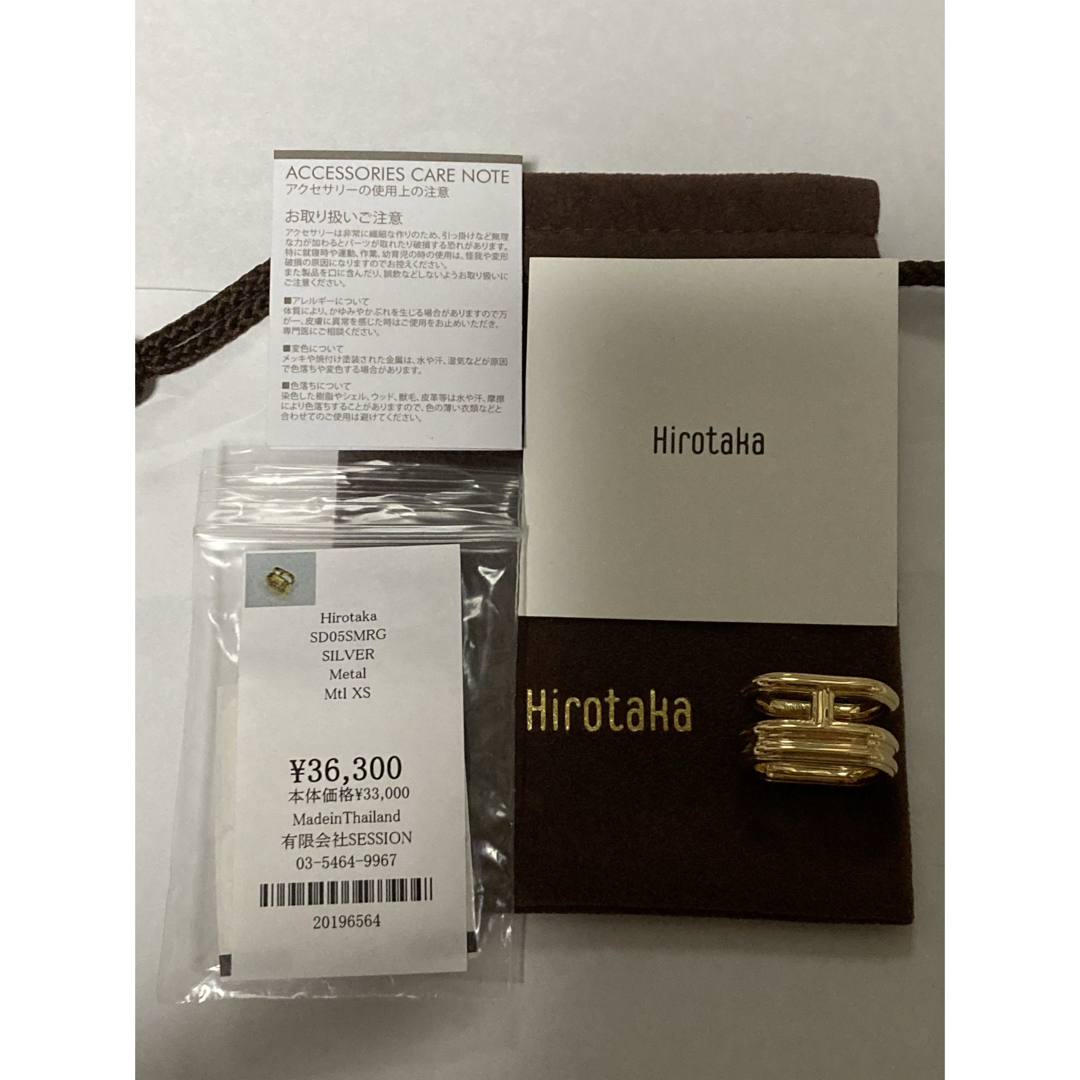 ACCESSORIES CARE NOTE
アクセサリーの使用上の注意
お取り扱いご注意
アクセサリーは非常に繊細な作りのため、引っ掛けなど無理
な力が加わるとパーツが取れたり破損する恐れがあります。
特に就寝時や運動、作業、幼育児の時の使用は、怪我や変形
破損の原因になりますのでお控えください。
また製品を口に含んだり、誤飲などしないようお取り扱いに
ご注意ください。
■アレルギーについて
体質により、かゆみやかぶれを生じる場合がありますので万
が一、皮膚に異常を感じた時はご使用をお止めいただき、
専門医にご相談ください。
■変色について
メッキや焼付け塗装された金属は、水や汗、湿気などが原因
で色落ちや変色する場合があります。
■色落ちについて
染色した樹脂やシェル、ウッド、獣毛、皮革等は水や汗、摩擦
により色落ちすることがありますので、色の薄い衣類などと
合わせてのご使用は避けてください。
Hirotaka
Hirotaka
SD05SMRG
SILVER
Metal
Mtl XS
¥36,300
本体価格¥33,000
MadeinThailand
有限会社SESSION
03-5464-9967
20196564
Hirotaka